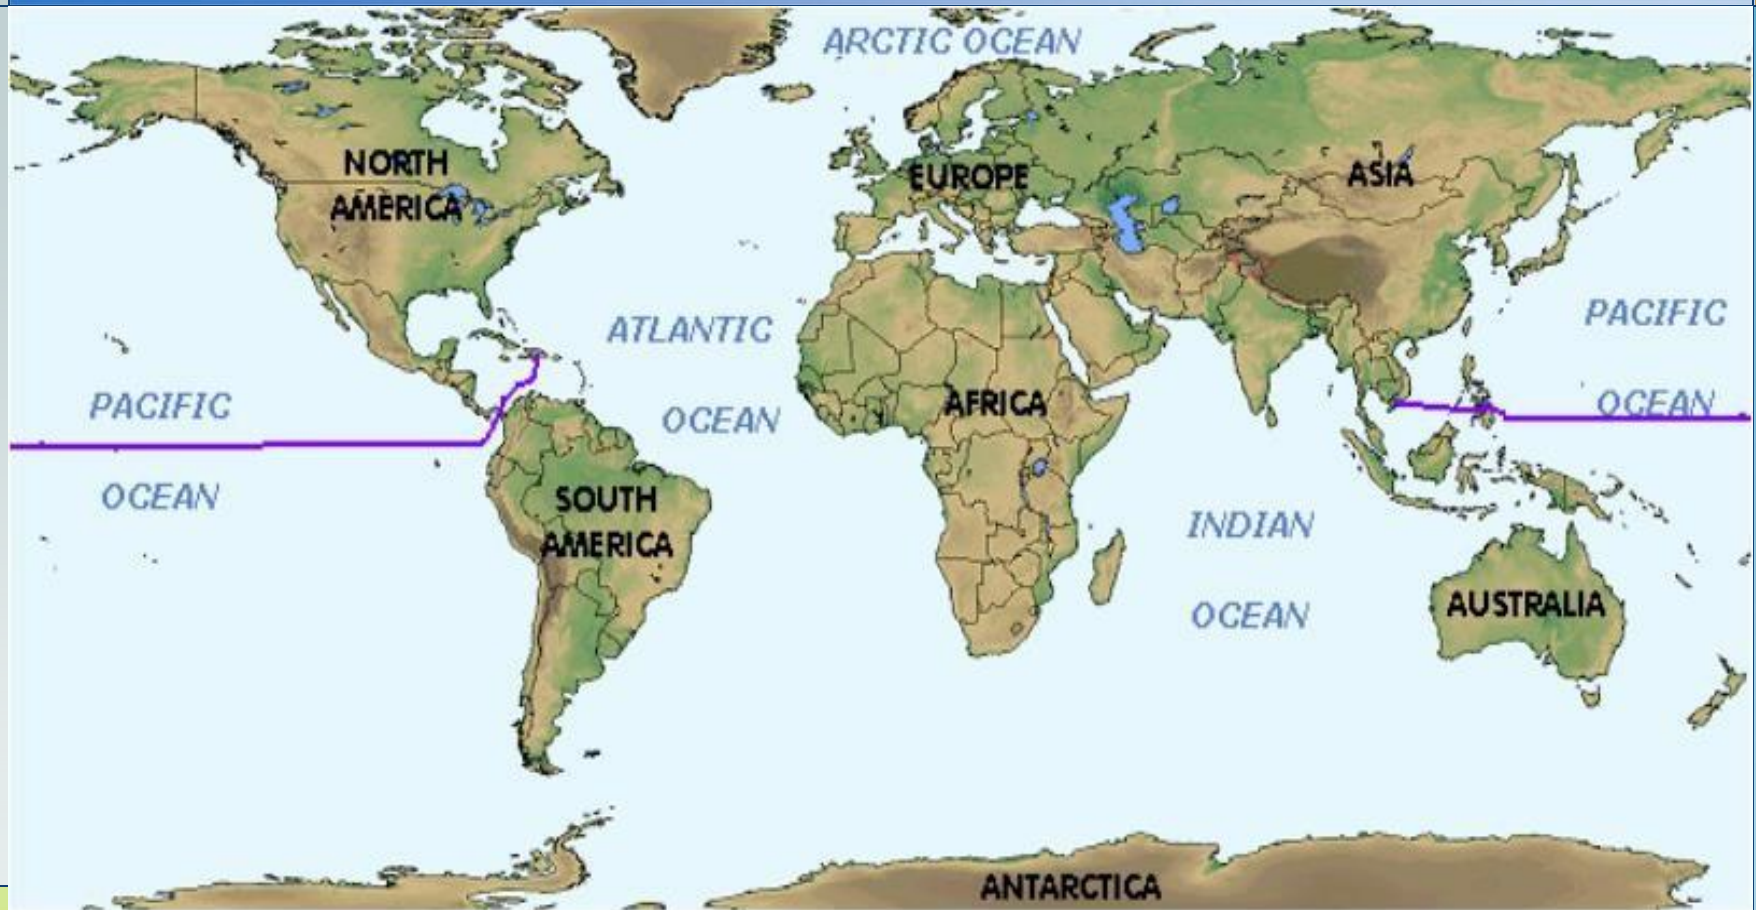 ARCTIC OCEAN
NORTH
AMERICA
EUROPE
ASIA
ATLANTIC
OCEAN
PACIFIC
OCEAN
PACIFIC
OCEAN
AFRICA
SOUTH
AMERICA
INDIAN
OCEAN
AUSTRALIA
ANTARCTICA